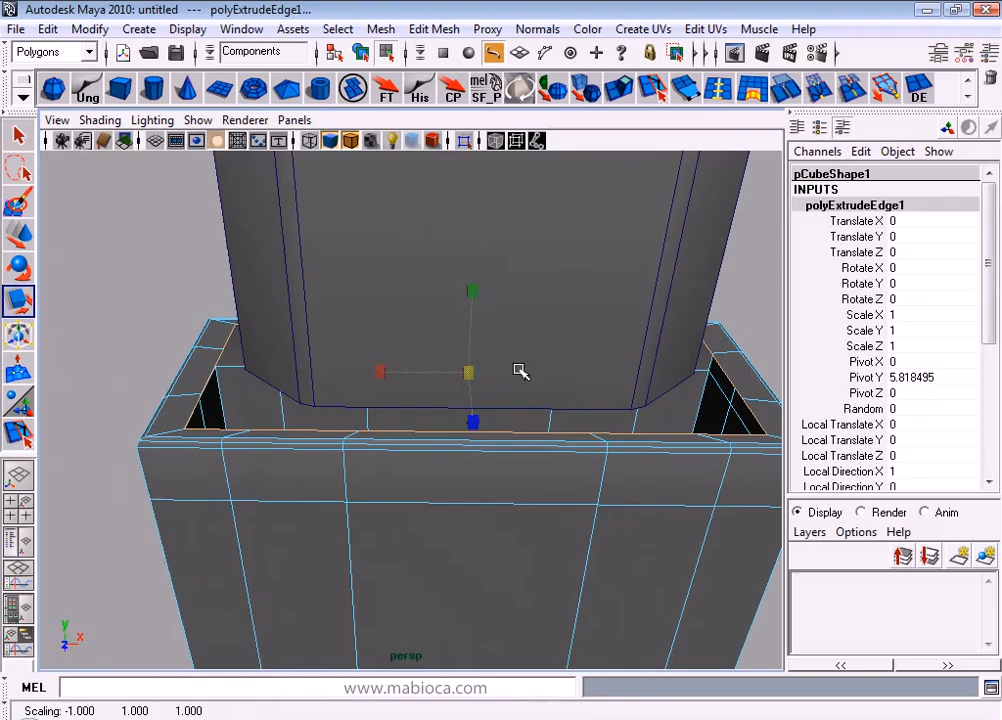 Autodesk Maya 2010: untitled --- polyExtrudeEdge1...
File Edit Modify Create Display Window Assets Select Mesh Edit Mesh Proxy Normals Color Create UVs Edit UVs Muscle Help
Polygons Components
Ung FT His CP mel SF_P DE
View Shading Lighting Show Renderer Panels
Channels Edit Object Show
pCubeShape1
INPUTS
polyExtrudeEdge1
Translate X 0
Translate Y 0
Translate Z 0
Rotate X 0
Rotate Y 0
Rotate Z 0
Scale X 1
Scale Y 1
Scale Z 1
Pivot X 0
Pivot Y 5.818495
Pivot Z 0
Random 0
Local Translate X 0
Local Translate Y 0
Local Translate Z 0
Local Direction X 1
Local Direction Y 0
Display Render Anim
Layers Options Help
y
x
z
persp
<< >>
MEL www.mabioca.com
Scaling: -1.000 1.000 1.000